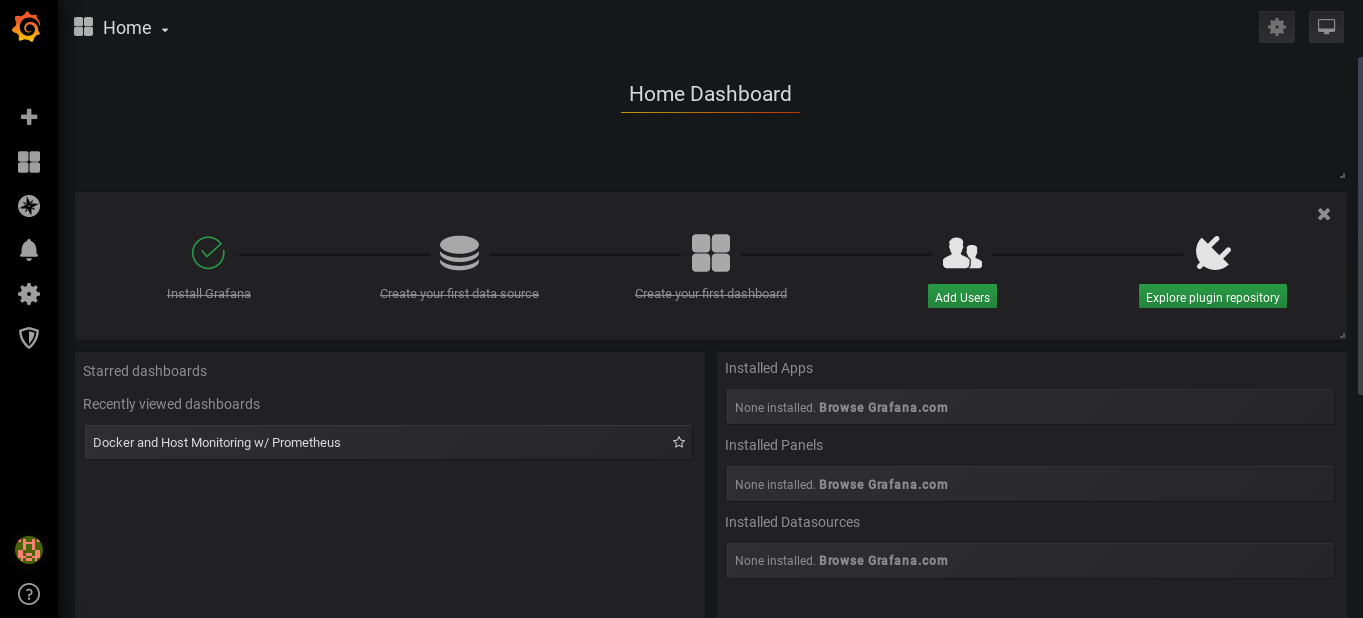 Home
Home Dashboard
Install Grafana
Create your first data source
Create your first dashboard
Add Users
Explore plugin repository
Starred dashboards
Recently viewed dashboards
Docker and Host Monitoring w/ Prometheus
Installed Apps
None installed. Browse Grafana.com
Installed Panels
None installed. Browse Grafana.com
Installed Datasources
None installed. Browse Grafana.com